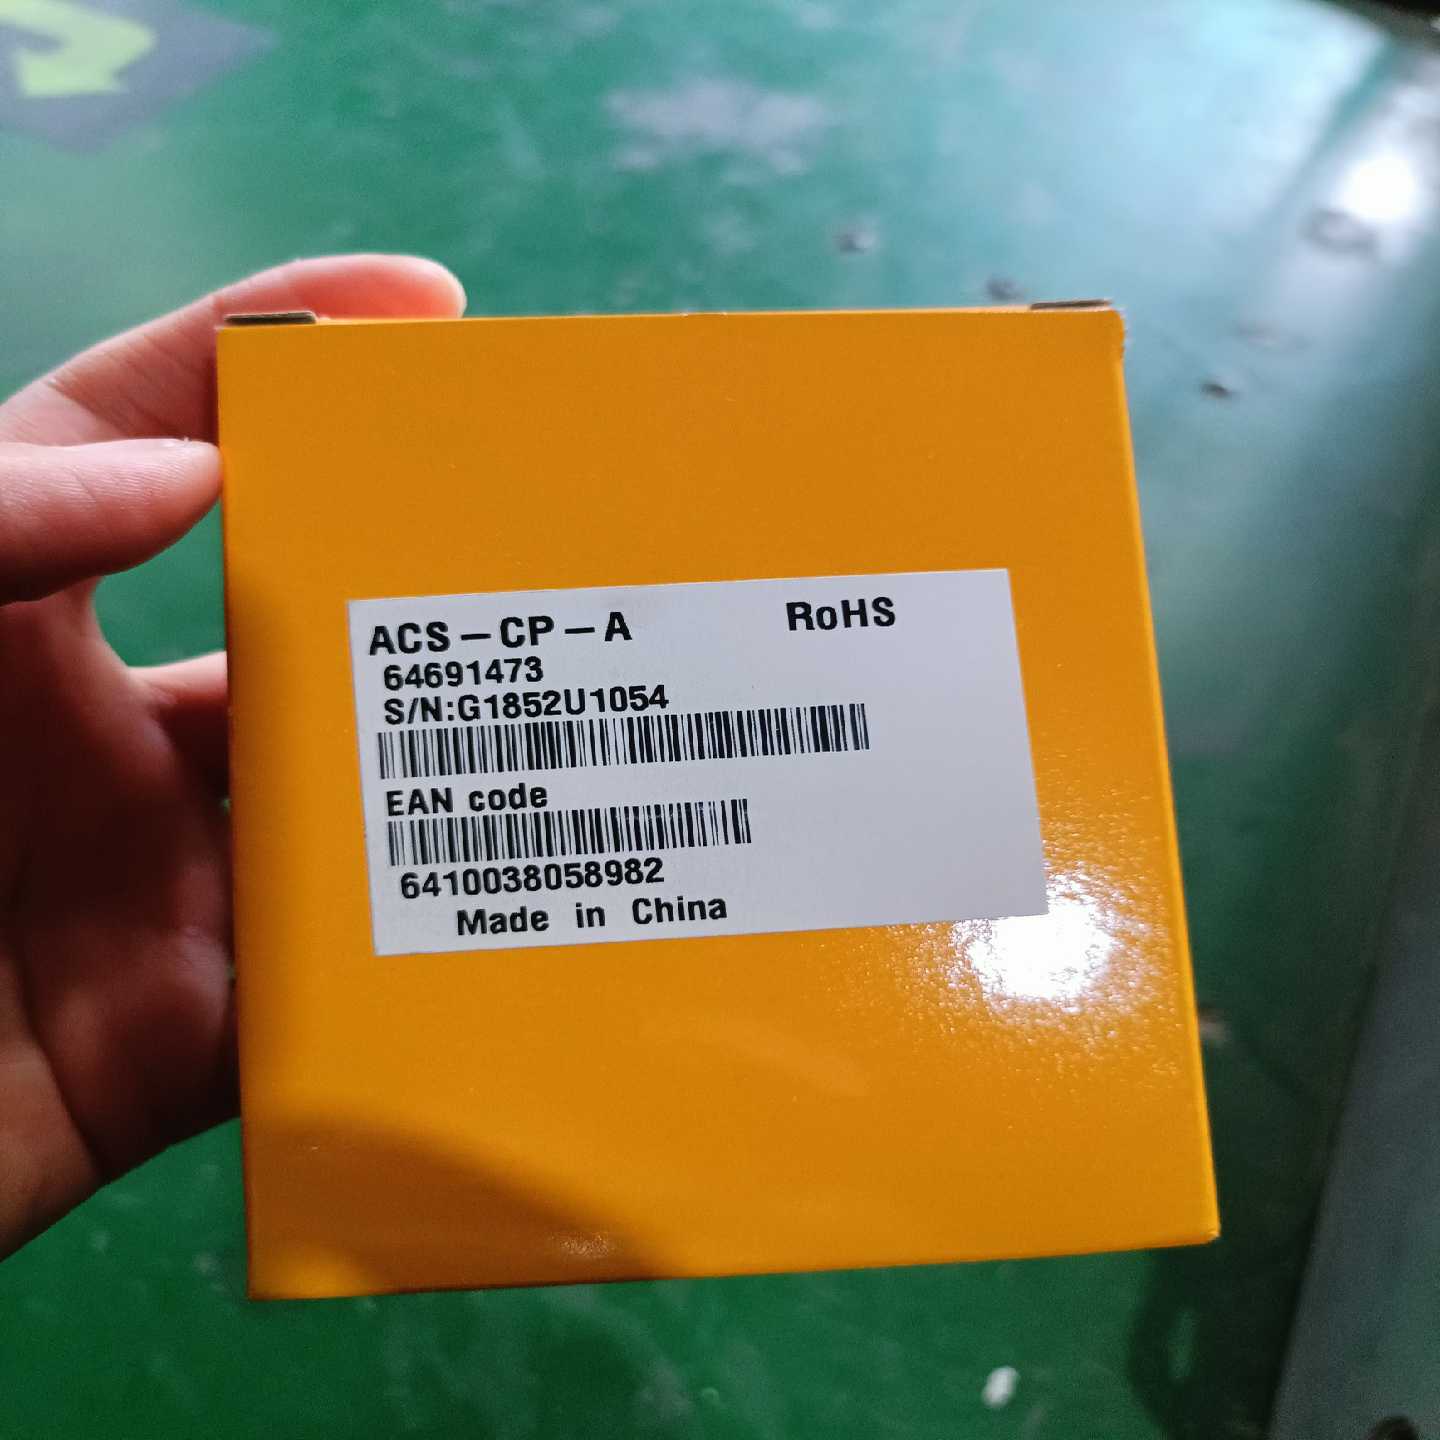 ACS-CP-A RoHS
64691473
S/N:G1852U1054
EAN code
6410038058982
Made in China